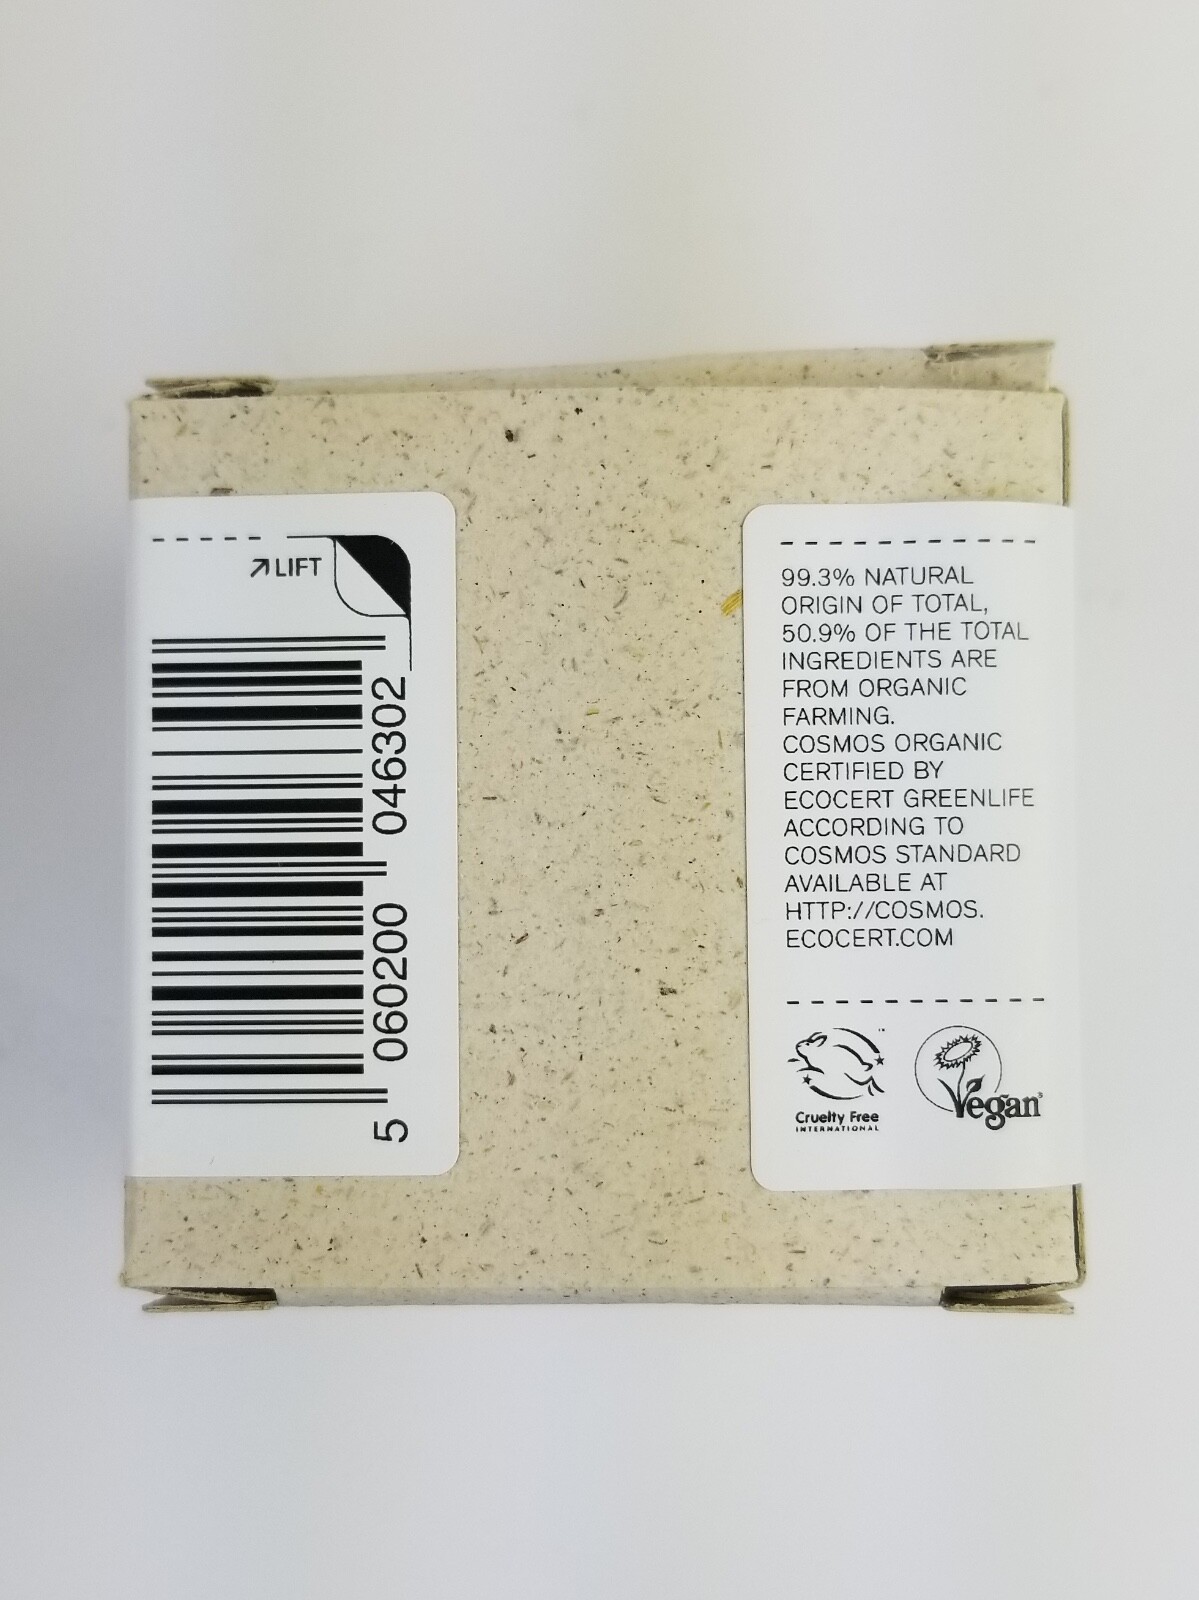 LIFT
5 060200 046302
99.3% NATURAL
ORIGIN OF TOTAL,
50.9% OF THE TOTAL
INGREDIENTS ARE
FROM ORGANIC
FARMING.
COSMOS ORGANIC
CERTIFIED BY
ECOCERT GREENLIFE
ACCORDING TO
COSMOS STANDARD
AVAILABLE AT
HTTP://COSMOS.
ECOCERT.COM
Cruelty Free
INTERNATIONAL
Vegan